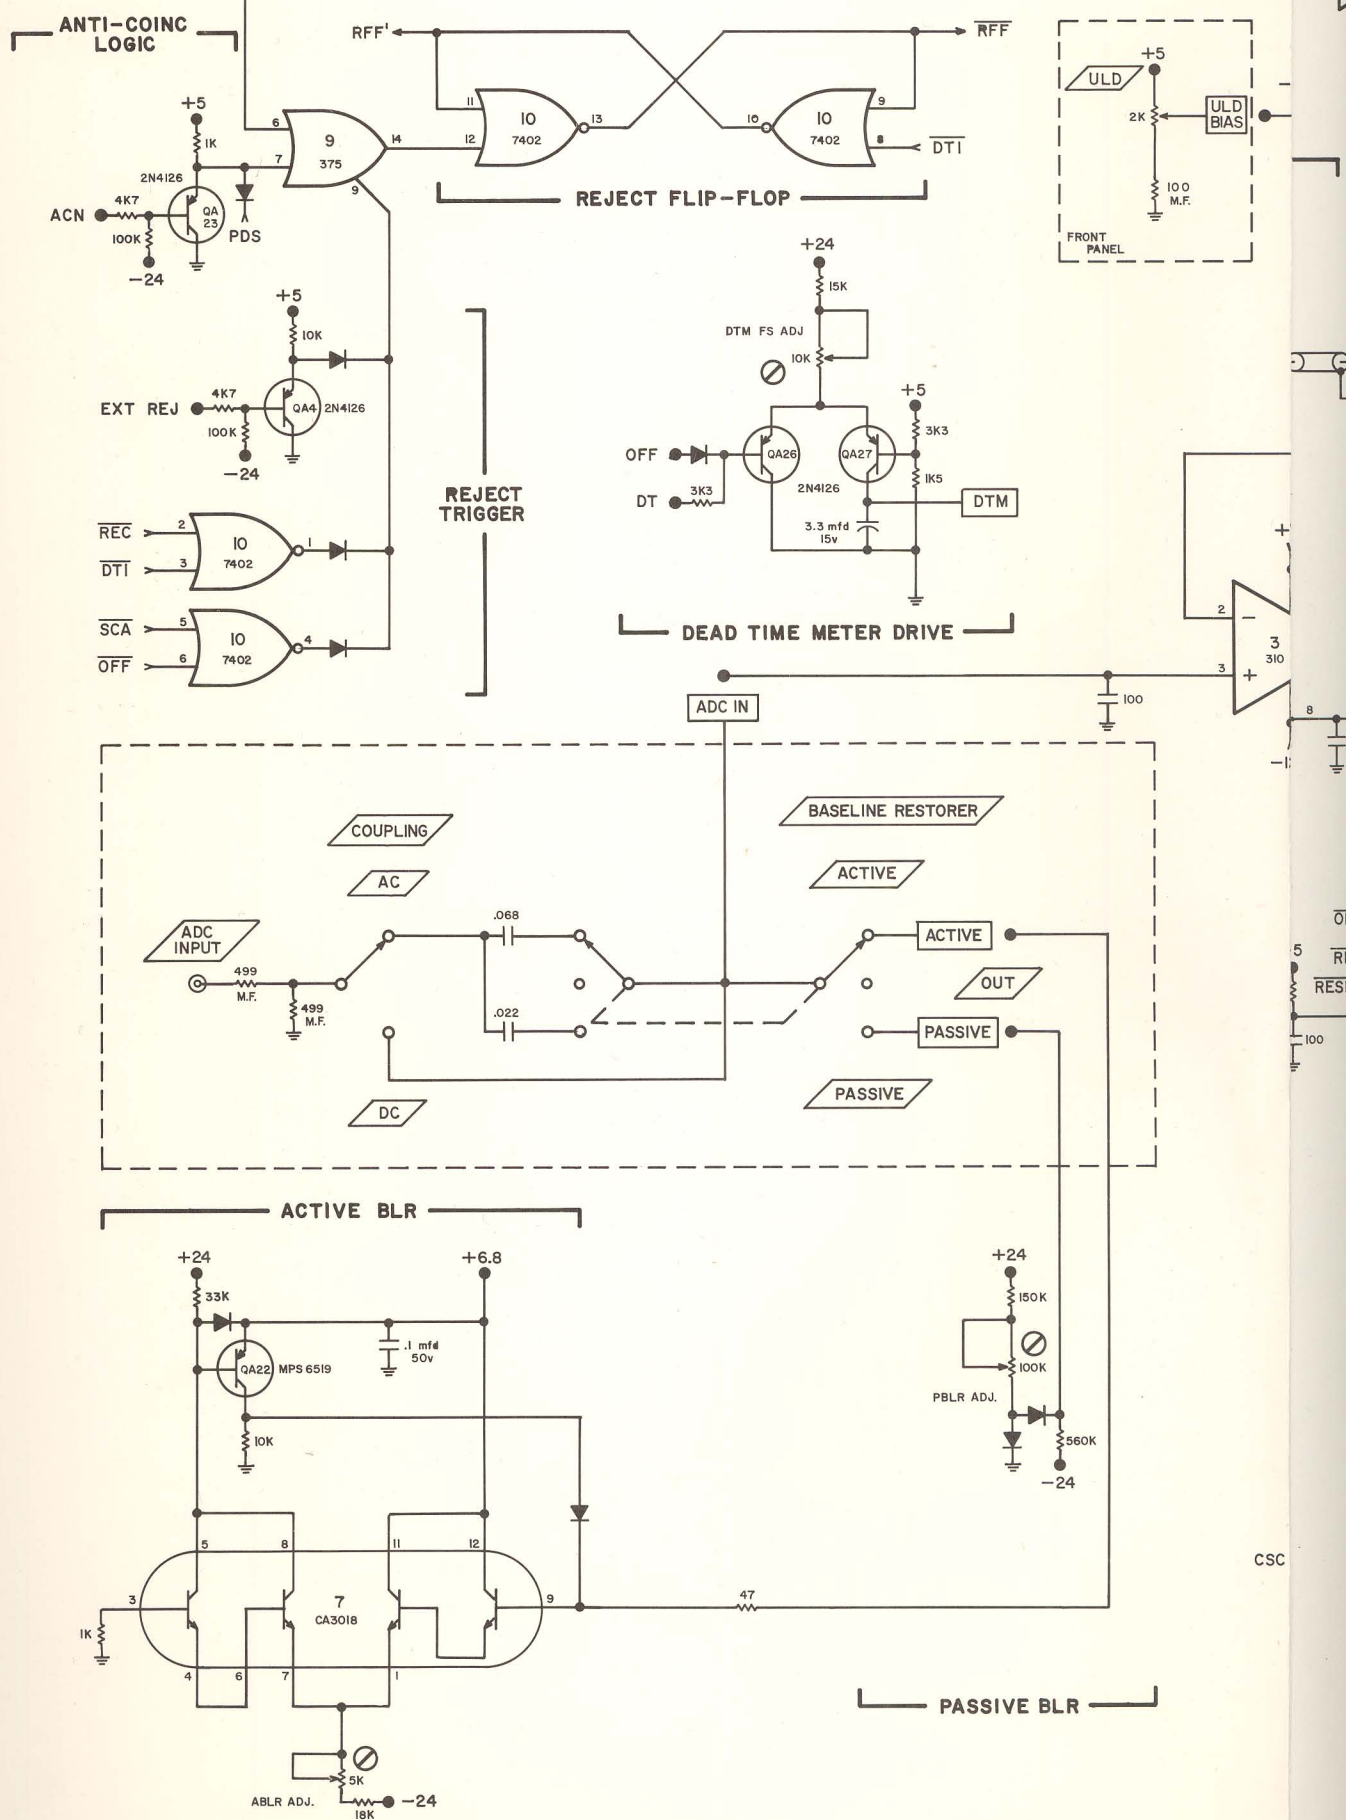 ANTI-COINC
LOGIC
RFF'
RFF
+5
1K
6
7
9
375
14
9
11
12
10
7402
13
10
10
7402
9
8
DTI
2N4126
QA
23
ACN
4K7
100K
-24
PDS
REJECT FLIP-FLOP
+5
ULD
2K
ULD
BIAS
100
M.F.
FRONT
PANEL
+5
10K
EXT REJ
4K7
100K
-24
QA4
2N4126
REC
2
DTI
3
10
7402
1
SCA
5
OFF
6
10
7402
4
REJECT
TRIGGER
+24
15K
DTM FS ADJ
10K
+5
3K3
OFF
DT
3K3
QA26
QA27
2N4126
1K5
DTM
3.3 mfd
15v
DEAD TIME METER DRIVE
ADC IN
100
2
3
3
310
8
COUPLING
AC
BASELINE RESTORER
ACTIVE
ADC
INPUT
499
M.F.
499
M.F.
.068
.022
ACTIVE
OUT
PASSIVE
PASSIVE
DC
5
100
ACTIVE BLR
+24
33K
+6.8
.1 mfd
50v
QA22
MPS 6519
10K
+24
150K
100K
PBLR ADJ.
560K
-24
5
8
11
12
3
7
CA3018
9
47
1K
4
6
7
1
CSC
PASSIVE BLR
5K
ABLR ADJ.
18K
-24